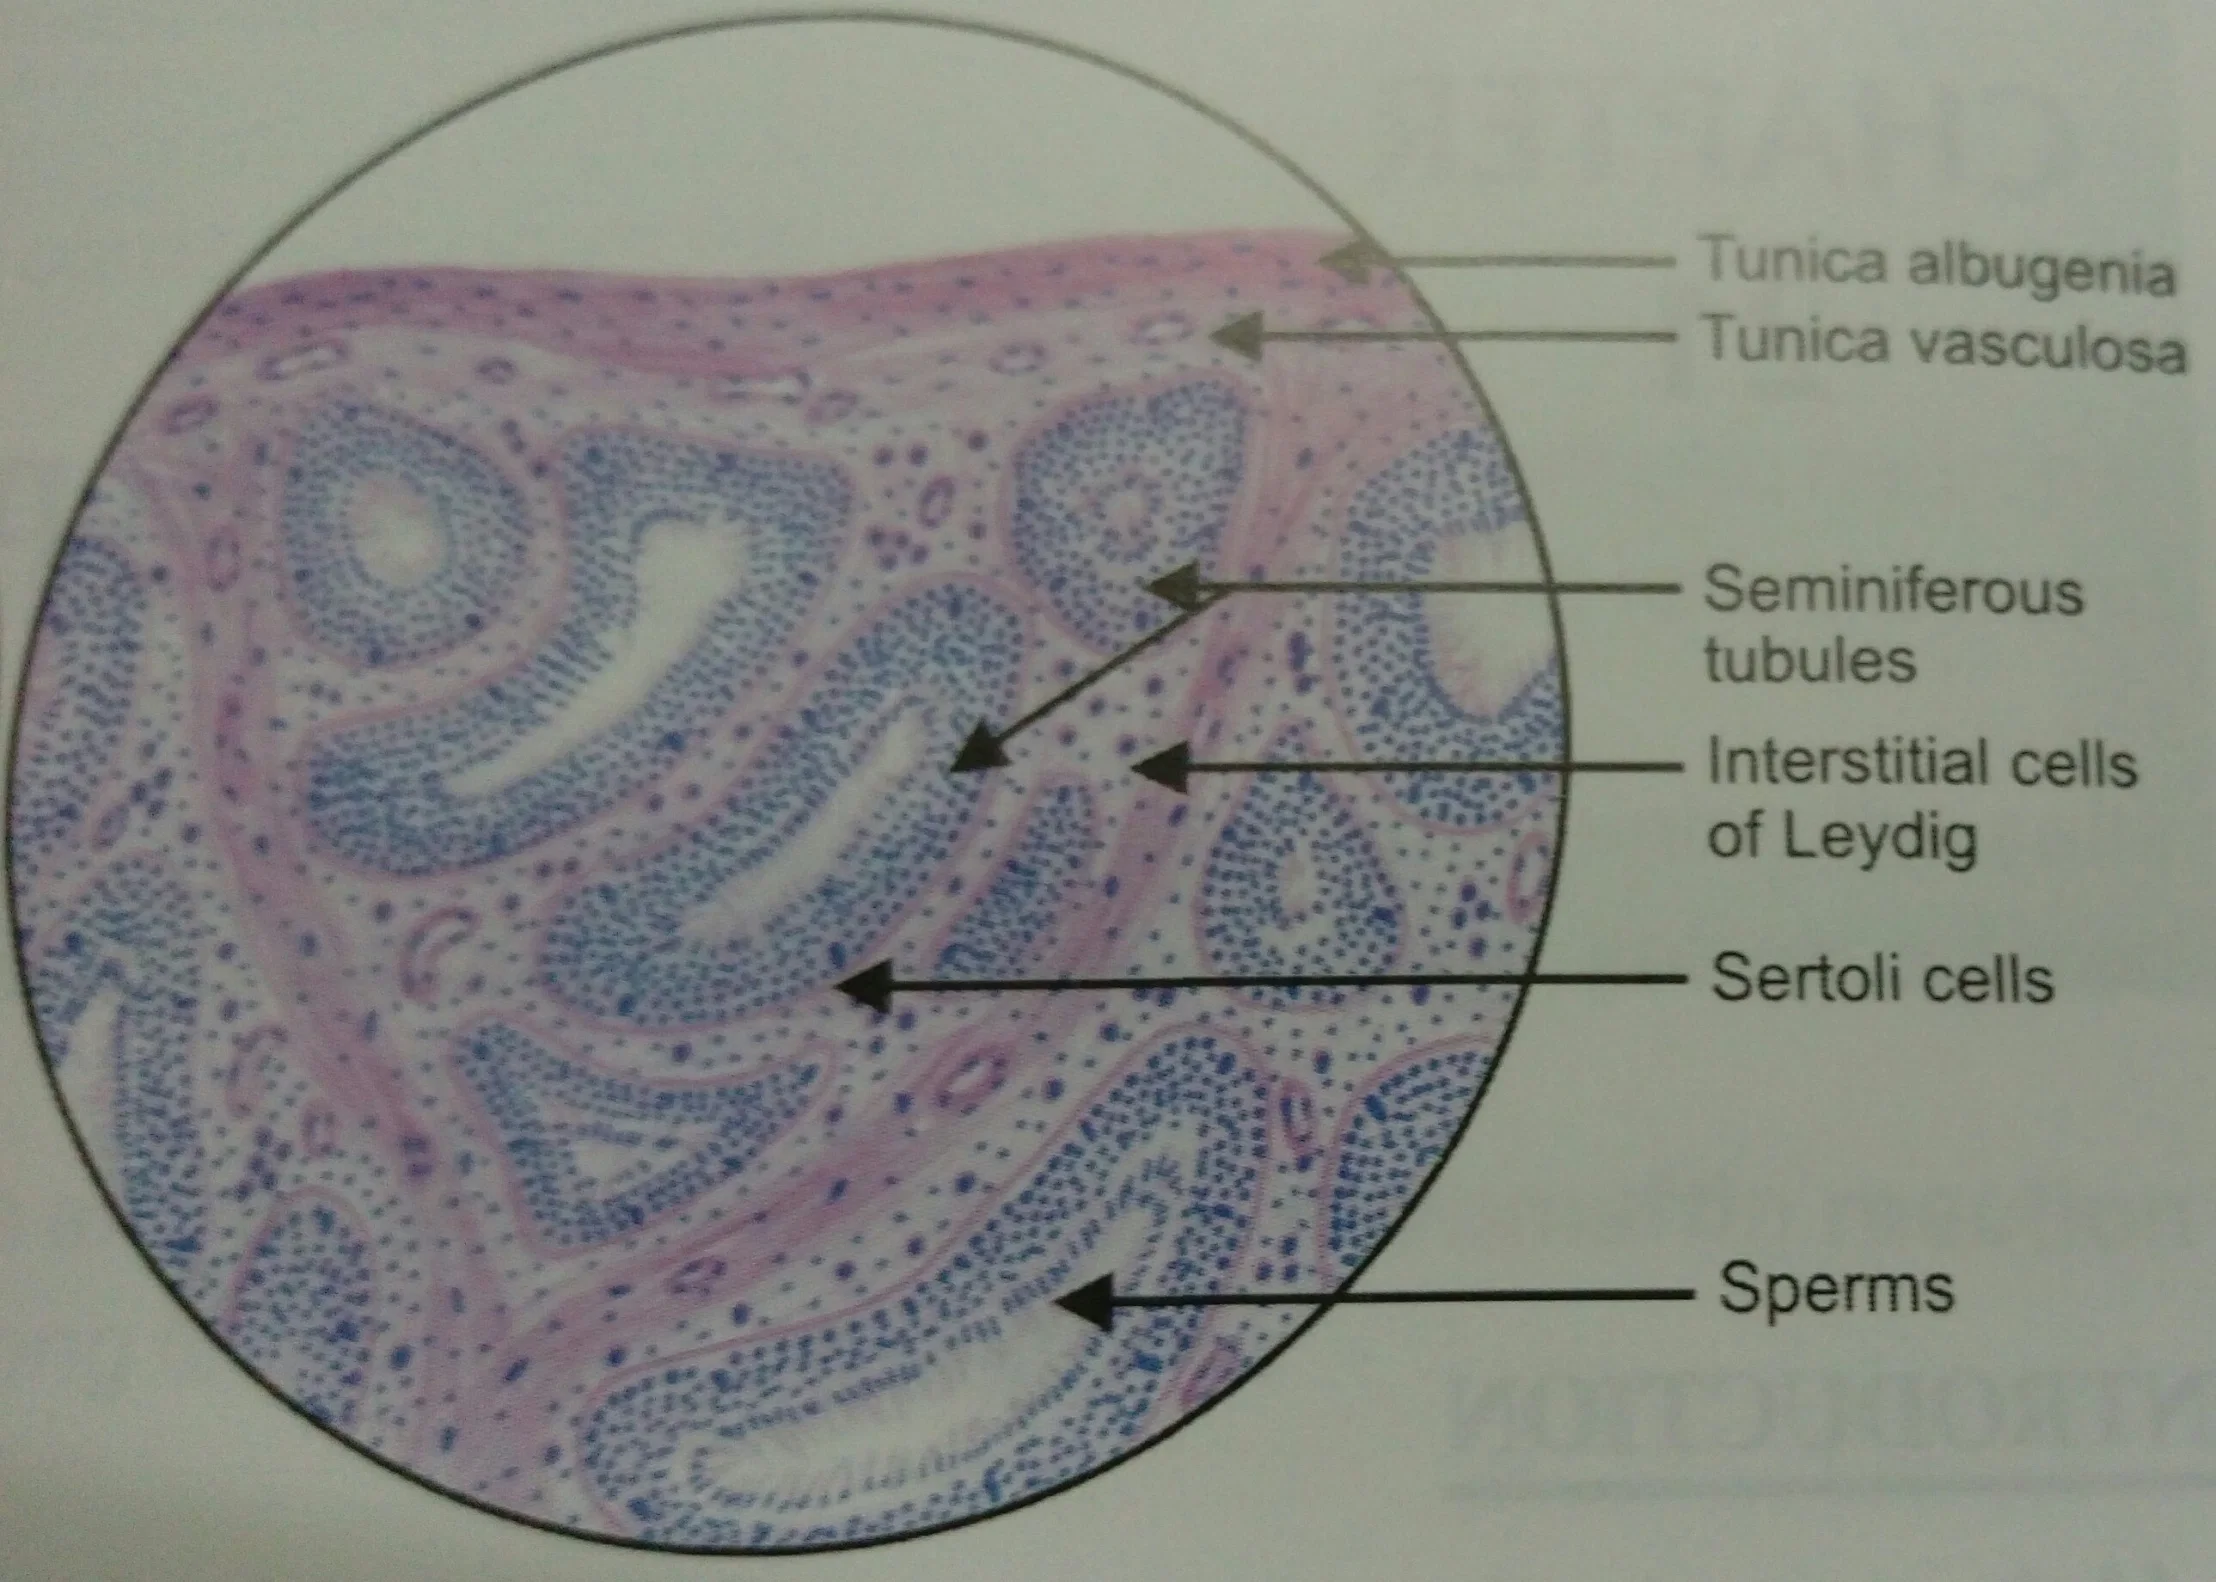 Tunica albugenia
Tunica vasculosa
Seminiferous
tubules
Interstitial cells
of Leydig
Sertoli cells
Sperms